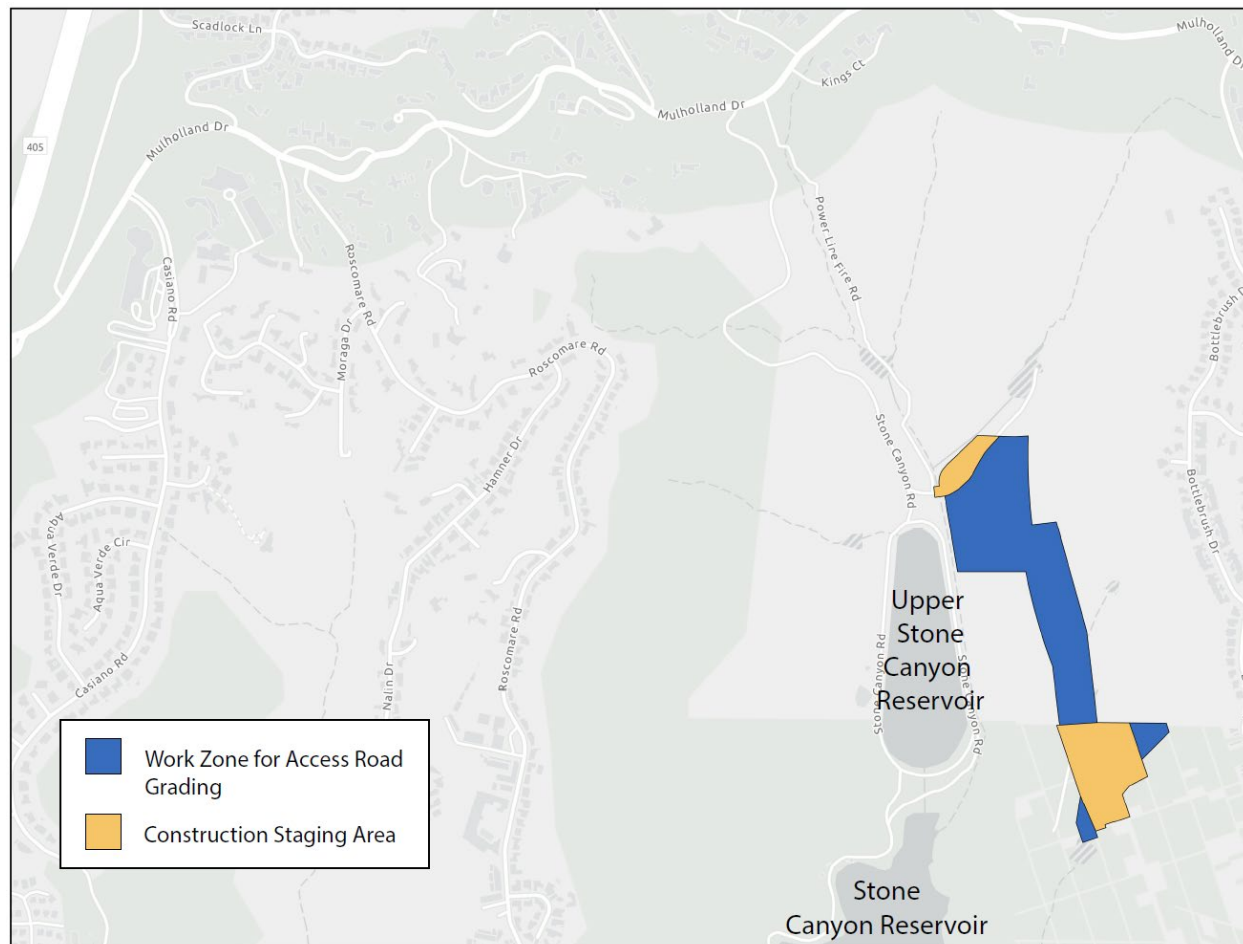 Scadlock Ln
Mulholland Dr
Kings Ct
Mulholland Dr
405
Mulholland Dr
Power Line Fire Rd
Casiano Rd
Roscomare Rd
Moraga Dr
Roscomare Rd
Bottlebrush D
Stone Canyon Rd
Hamner Dr
Bottlebrush Dr
Aqua Verde Dr
Aqua Verde Cir
Upper
Stone
Canyon
Reservoir
Stone Canyon Rd
Stone Canyon Rd
Roscomare Rd
Casiano Rd
Nalin Dr
Work Zone for Access Road
Grading
Construction Staging Area
Stone
Canyon Reservoir